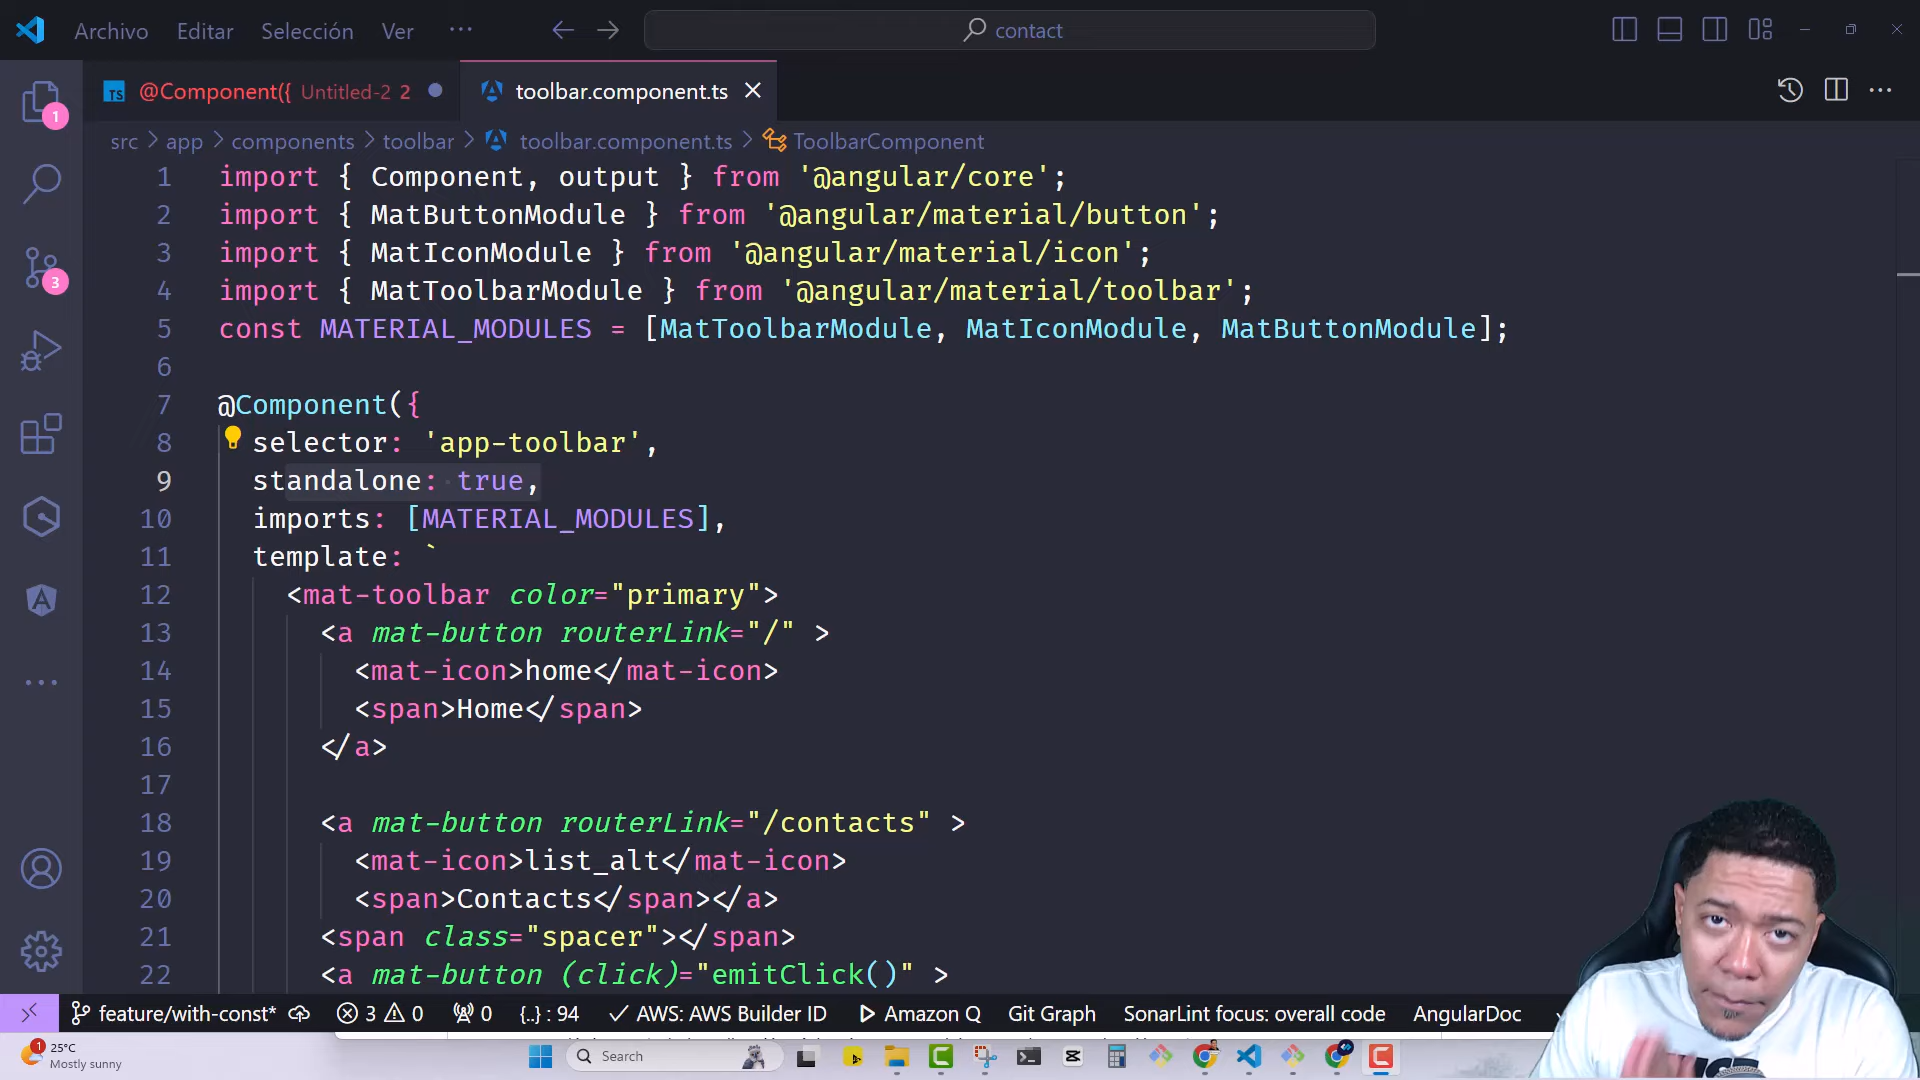 Archivo Editar Selección Ver ··· contact
@Component({ Untitled-2 2 toolbar.component.ts
src > app > components > toolbar > toolbar.component.ts > ToolbarComponent
1 import { Component, output } from '@angular/core';
2 import { MatButtonModule } from '@angular/material/button';
3 import { MatIconModule } from '@angular/material/icon';
4 import { MatToolbarModule } from '@angular/material/toolbar';
5 const MATERIAL_MODULES = [MatToolbarModule, MatIconModule, MatButtonModule];
6
7 @Component({
8 selector: 'app-toolbar',
9 standalone: true,
10 imports: [MATERIAL_MODULES],
11 template: `
12 <mat-toolbar color="primary">
13 <a mat-button routerLink="/" >
14 <mat-icon>home</mat-icon>
15 <span>Home</span>
16 </a>
17
18 <a mat-button routerLink="/contacts" >
19 <mat-icon>list_alt</mat-icon>
20 <span>Contacts</span></a>
21 <span class="spacer"></span>
22 <a mat-button (click)="emitClick()" >
1
3
feature/with-const* 3 0 0 {..} : 94 AWS: AWS Builder ID Amazon Q Git Graph SonarLint focus: overall code AngularDoc
1 25°C Search
Mostly sunny